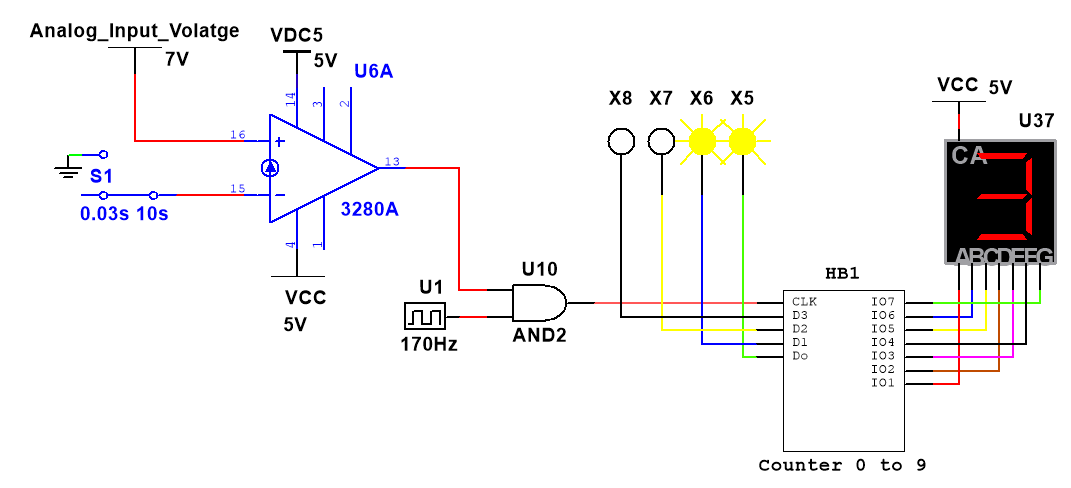 Analog_Input_Volatge
7V
VDC5
5V
U6A
14
3
2
16
+
S1
15
−
0.03s 10s
13
3280A
4
1
VCC
5V
U1
170Hz
U10
AND2
X8 X7 X6 X5
HB1
CLK IO7
D3 IO6
D2 IO5
D1 IO4
Do IO3
IO2
IO1
Counter 0 to 9
VCC 5V
U37
CA
3
ABCDEFG